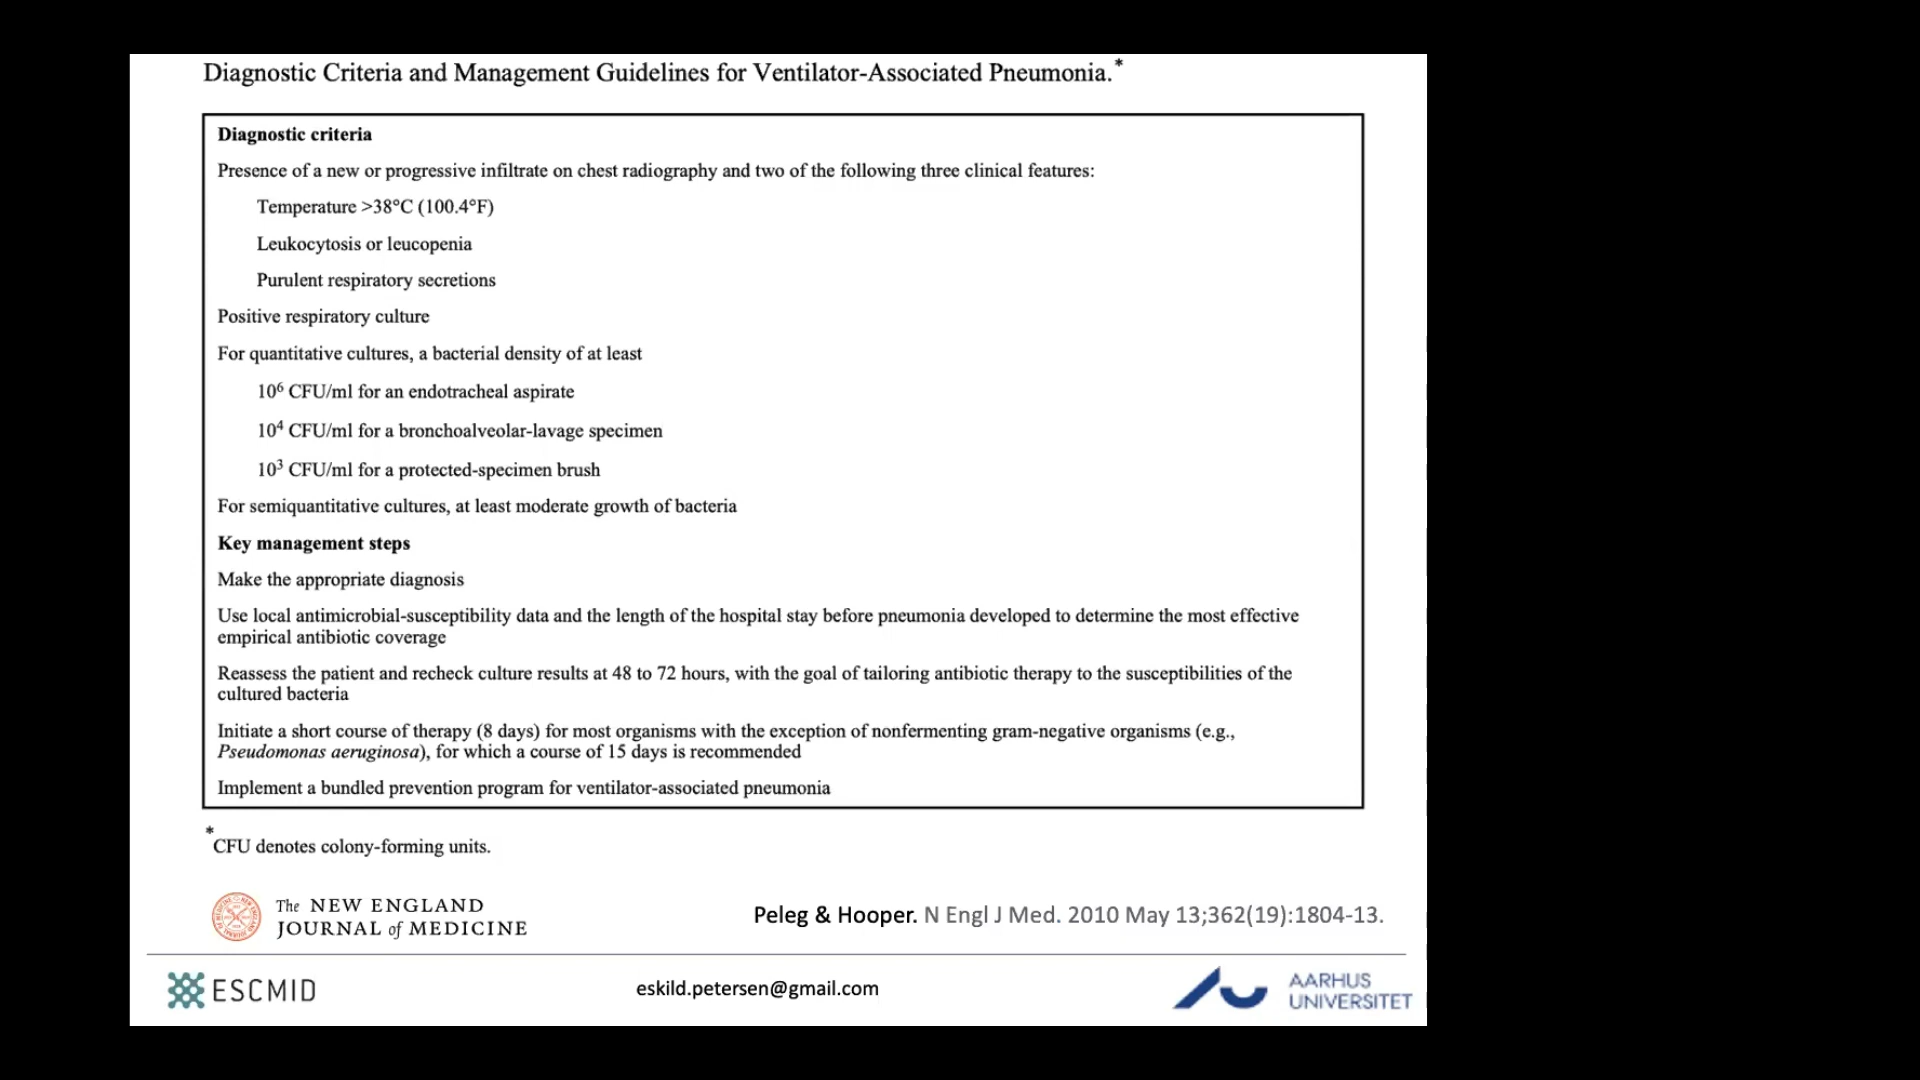 Diagnostic Criteria and Management Guidelines for Ventilator-Associated Pneumonia.*
Diagnostic criteria
Presence of a new or progressive infiltrate on chest radiography and two of the following three clinical features:
Temperature >38°C (100.4°F)
Leukocytosis or leucopenia
Purulent respiratory secretions
Positive respiratory culture
For quantitative cultures, a bacterial density of at least
10⁶ CFU/ml for an endotracheal aspirate
10⁴ CFU/ml for a bronchoalveolar-lavage specimen
10³ CFU/ml for a protected-specimen brush
For semiquantitative cultures, at least moderate growth of bacteria
Key management steps
Make the appropriate diagnosis
Use local antimicrobial-susceptibility data and the length of the hospital stay before pneumonia developed to determine the most effective
empirical antibiotic coverage
Reassess the patient and recheck culture results at 48 to 72 hours, with the goal of tailoring antibiotic therapy to the susceptibilities of the
cultured bacteria
Initiate a short course of therapy (8 days) for most organisms with the exception of nonfermenting gram-negative organisms (e.g.,
Pseudomonas aeruginosa), for which a course of 15 days is recommended
Implement a bundled prevention program for ventilator-associated pneumonia
*CFU denotes colony-forming units.
The NEW ENGLAND
JOURNAL of MEDICINE
Peleg & Hooper. N Engl J Med. 2010 May 13;362(19):1804-13.
ESCMID
eskild.petersen@gmail.com
AARHUS
UNIVERSITET